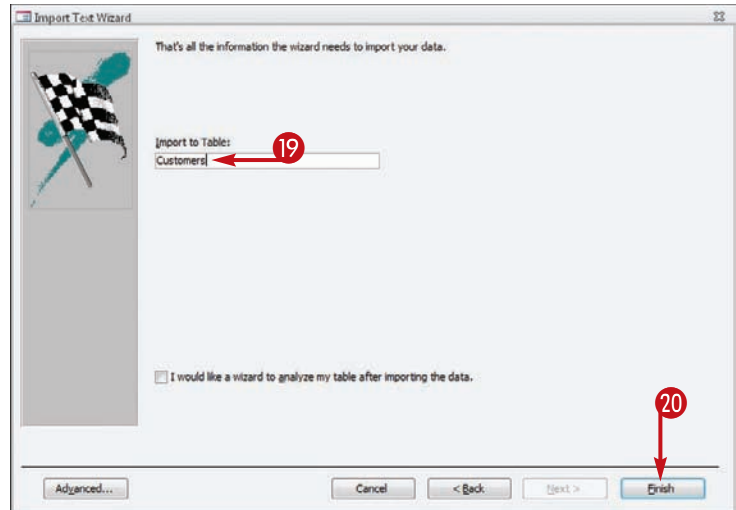 Import Text Wizard
That's all the information the wizard needs to import your data.
Import to Table:
19
Customers
I would like a wizard to analyze my table after importing the data.
20
Advanced...
Cancel
< Back
Next >
Finish